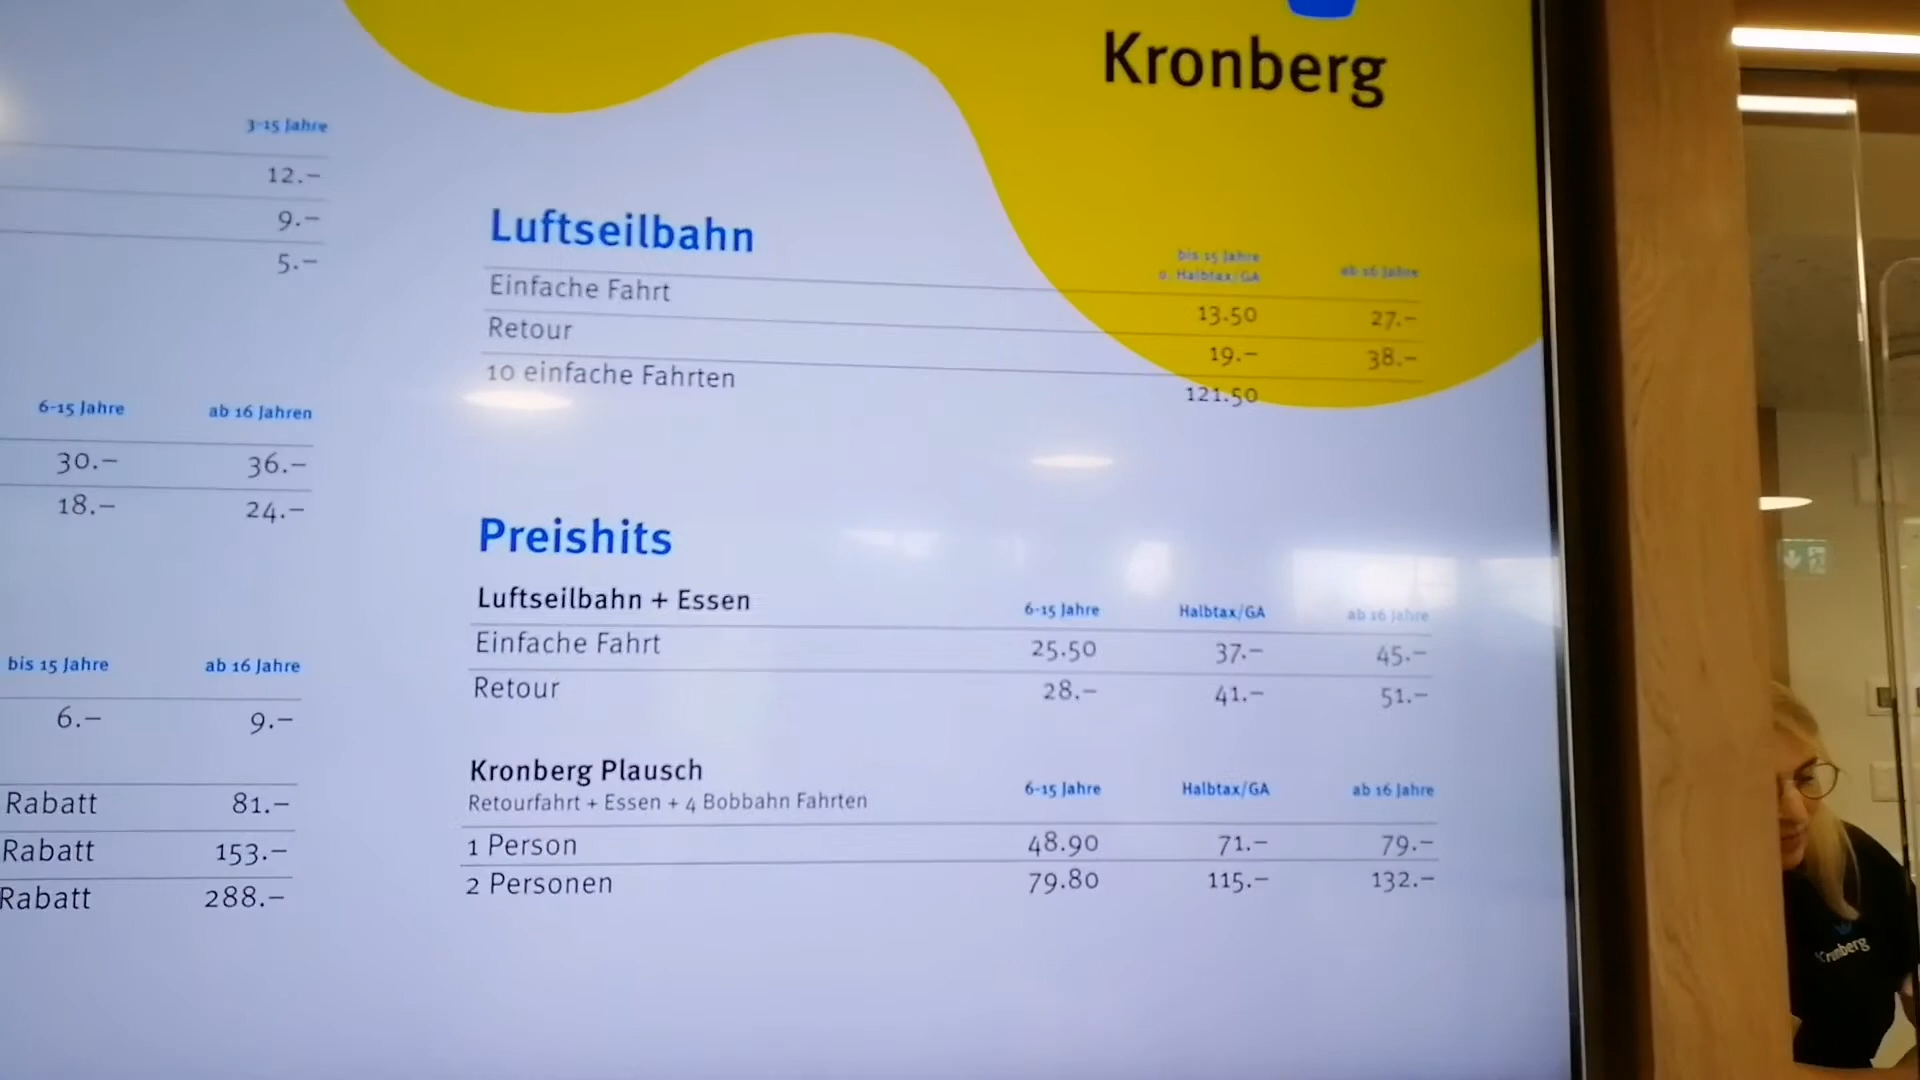 Kronberg
3-15 Jahre
12.–
9.–
5.–
6-15 Jahre ab 16 Jahren
30.– 36.–
18.– 24.–
bis 15 Jahre ab 16 Jahre
6.– 9.–
Rabatt 81.–
Rabatt 153.–
Rabatt 288.–
Luftseilbahn
bis 15 Jahre
o. Halbtax/GA ab 16 Jahre
Einfache Fahrt 13.50 27.–
Retour 19.– 38.–
10 einfache Fahrten 121.50
Preishits
Luftseilbahn + Essen 6-15 Jahre Halbtax/GA ab 16 Jahre
Einfache Fahrt 25.50 37.– 45.–
Retour 28.– 41.– 51.–
Kronberg Plausch
Retourfahrt + Essen + 4 Bobbahn Fahrten 6-15 Jahre Halbtax/GA ab 16 Jahre
1 Person 48.90 71.– 79.–
2 Personen 79.80 115.– 132.–
Kronberg